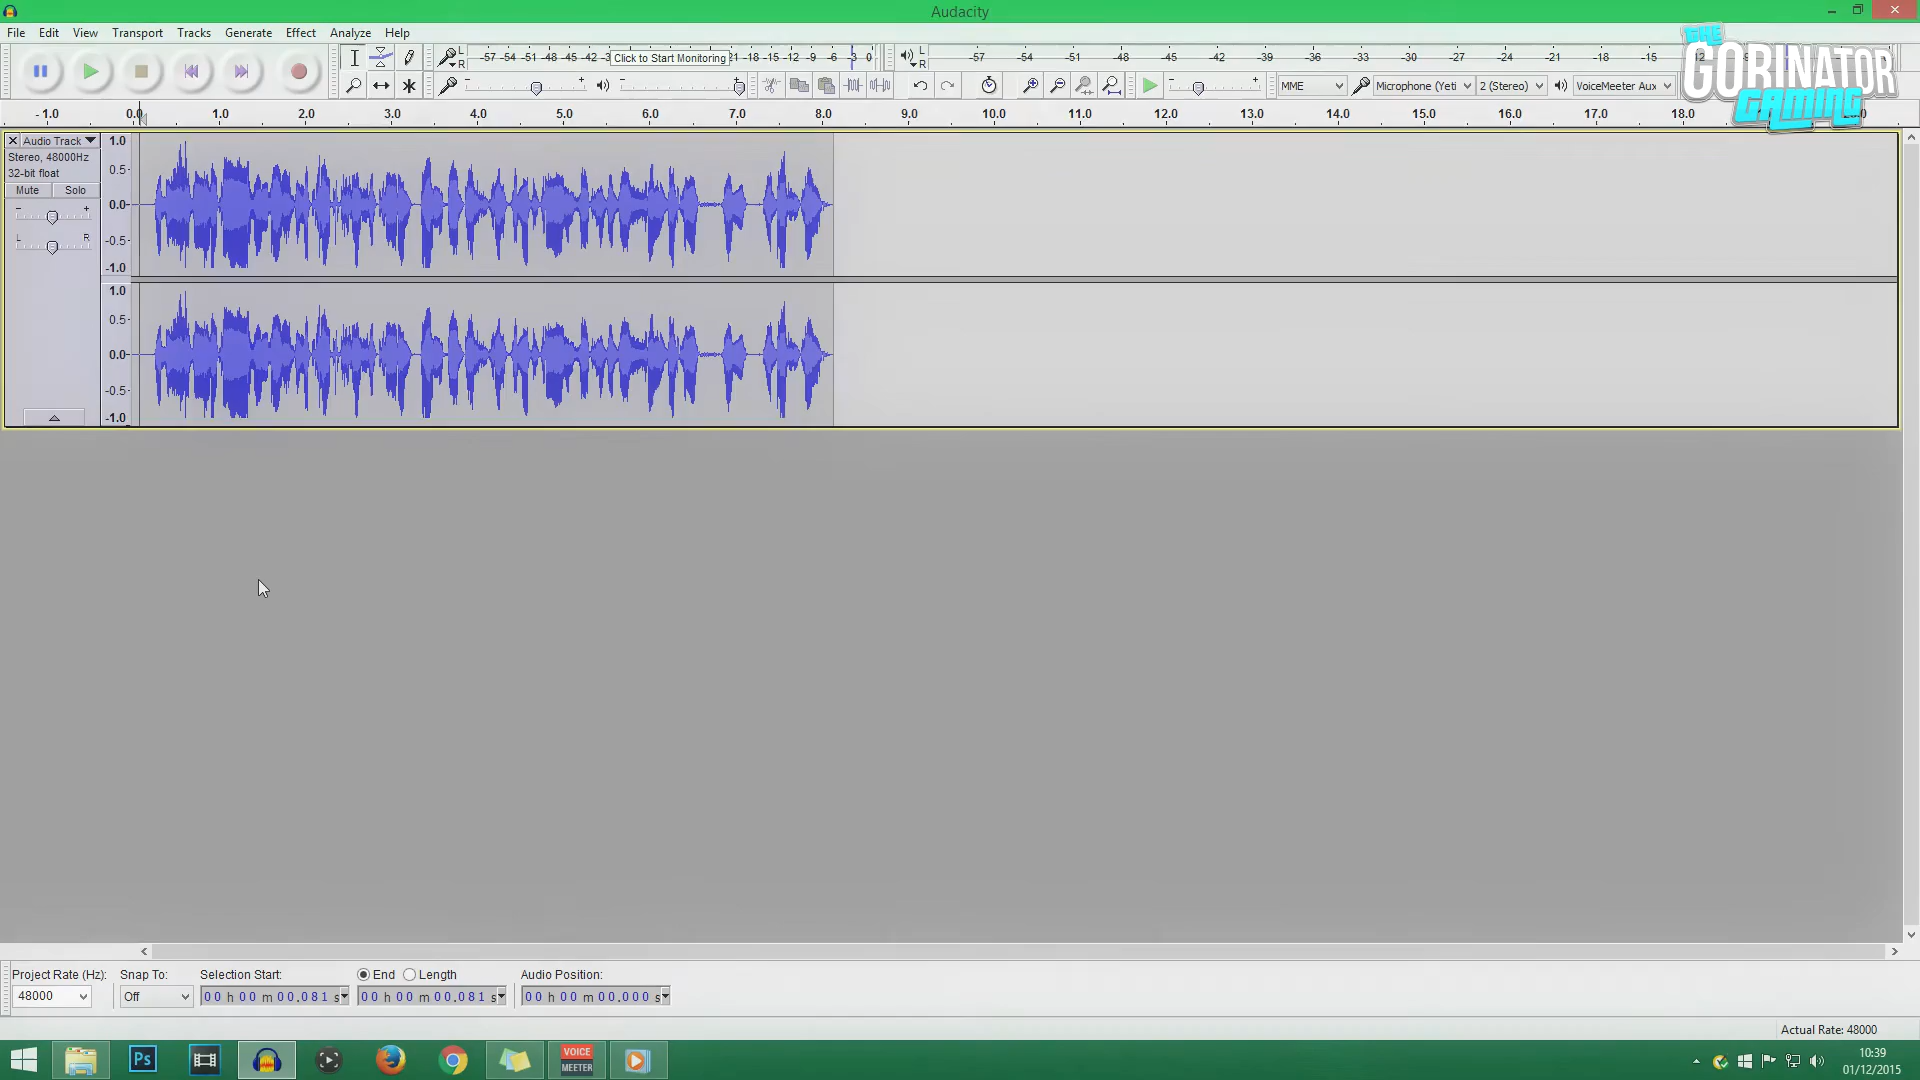 Audacity
File Edit View Transport Tracks Generate Effect Analyze Help
L R -57 -54 -51 -48 -45 -42 -3 Click to Start Monitoring 21 -18 -15 -12 -9 -6 -3 0 L R -57 -54 -51 -48 -45 -42 -39 -36 -33 -30 -27 -24 -21 -18 -15
THE GORINATOR GAMING
MME Microphone (Yeti 2 (Stereo) VoiceMeeter Aux
-1.0 0.0 1.0 2.0 3.0 4.0 5.0 6.0 7.0 8.0 9.0 10.0 11.0 12.0 13.0 14.0 15.0 16.0 17.0 18.0
Audio Track 1.0
Stereo, 48000Hz 0.5
32-bit float
Mute Solo
0.0
L R -0.5
-1.0
1.0
0.5
0.0
-0.5
-1.0
Project Rate (Hz): Snap To: Selection Start: End Length Audio Position:
48000 Off 00 h 00 m 00.081 s 00 h 00 m 00.081 s 00 h 00 m 00.000 s
Actual Rate: 48000
Ps VOICE MEETER 10:39
01/12/2015